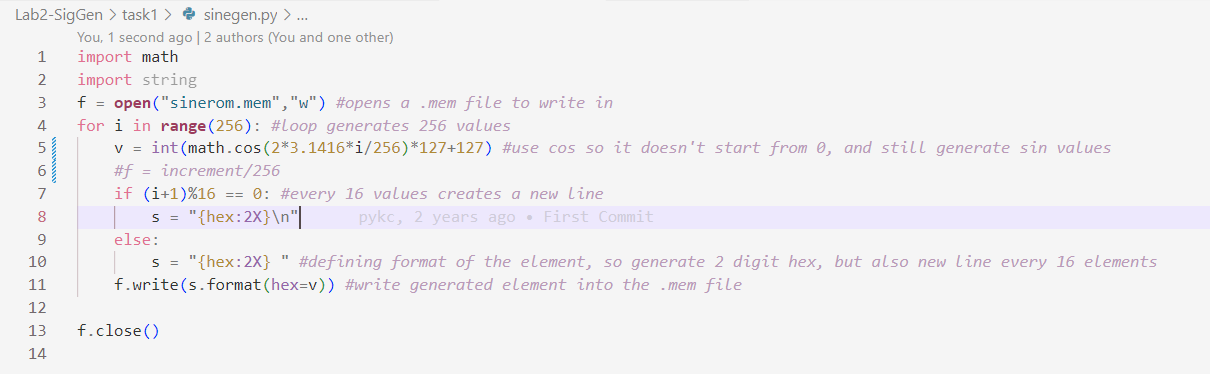 Lab2-SigGen > task1 > sinegen.py > ...
You, 1 second ago | 2 authors (You and one other)
1 import math
2 import string
3 f = open("sinerom.mem","w") #opens a .mem file to write in
4 for i in range(256): #loop generates 256 values
5 v = int(math.cos(2*3.1416*i/256)*127+127) #use cos so it doesn't start from 0, and still generate sin values
6 #f = increment/256
7 if (i+1)%16 == 0: #every 16 values creates a new line
8 s = "{hex:2X}\n" pykc, 2 years ago • First Commit
9 else:
10 s = "{hex:2X} " #defining format of the element, so generate 2 digit hex, but also new line every 16 elements
11 f.write(s.format(hex=v)) #write generated element into the .mem file
12
13 f.close()
14